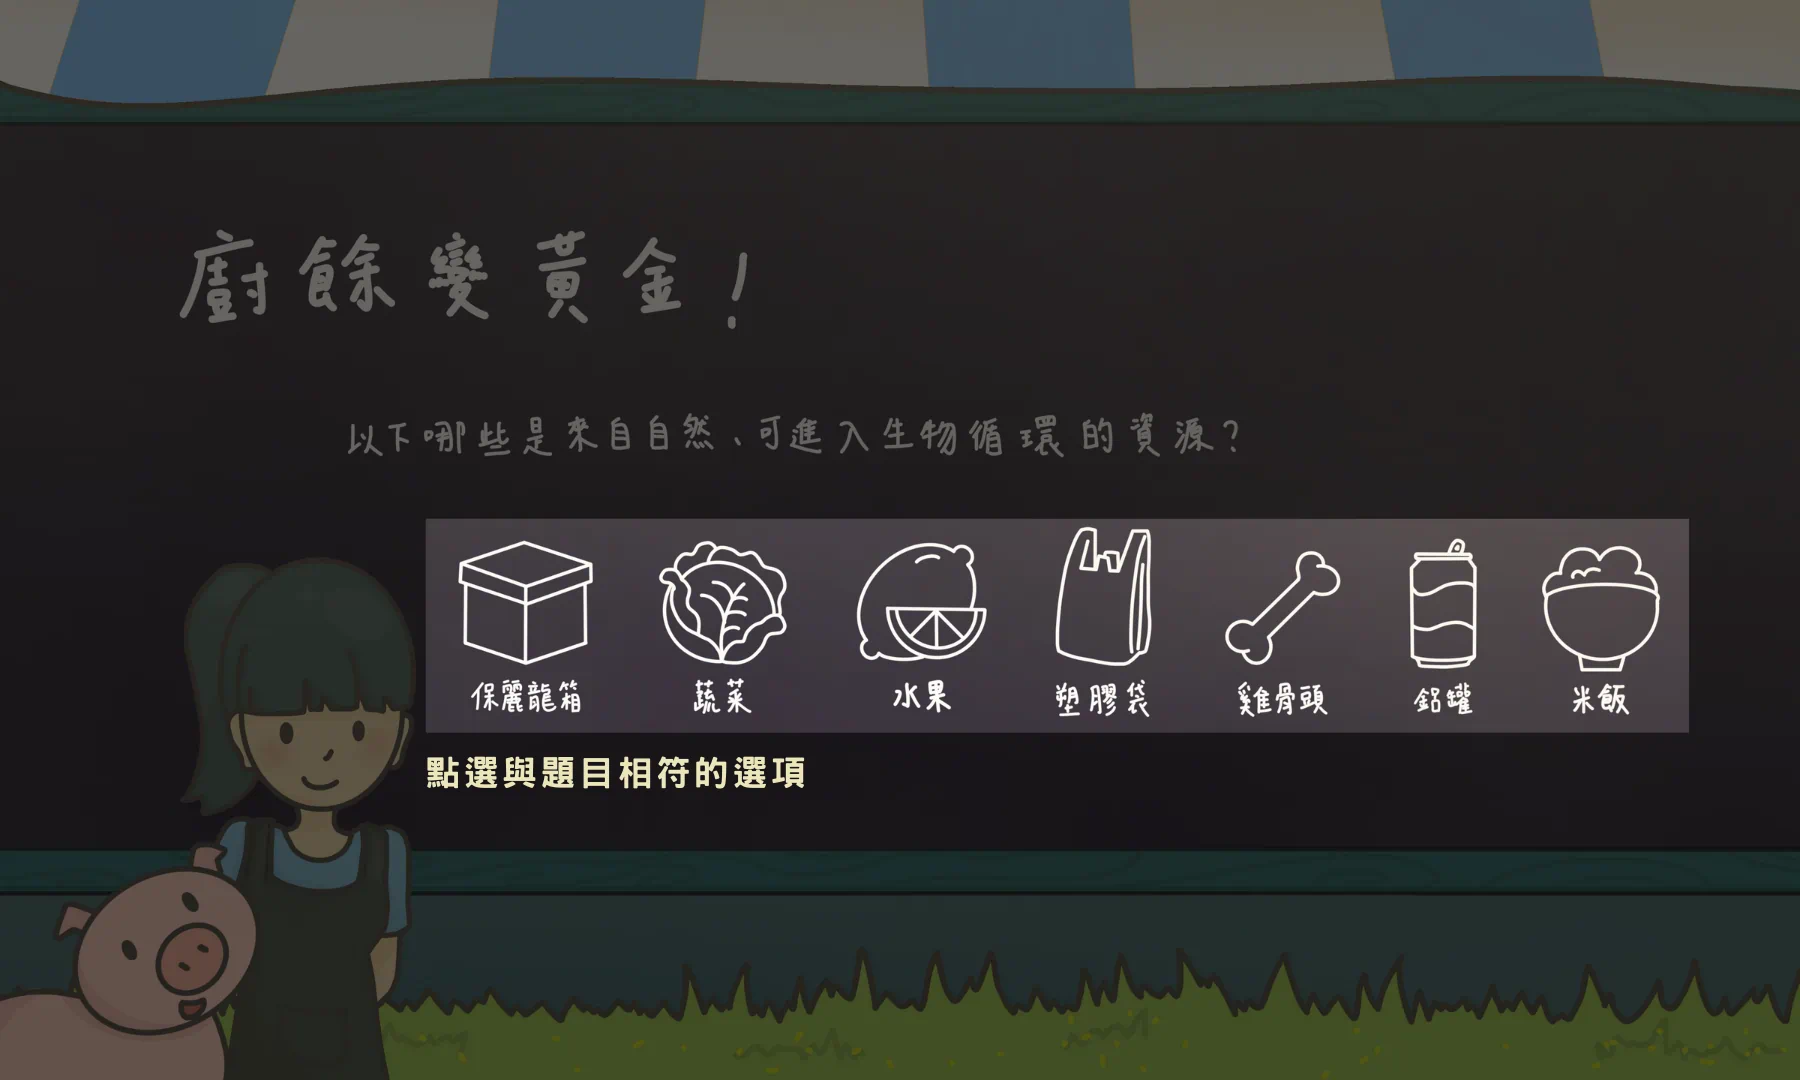 廚餘變黃金!
以下哪些是來自自然、可進入生物循環的資源?
保麗龍箱 蔬菜 水果 塑膠袋 雞骨頭 鋁罐 米飯
點選與題目相符的選項